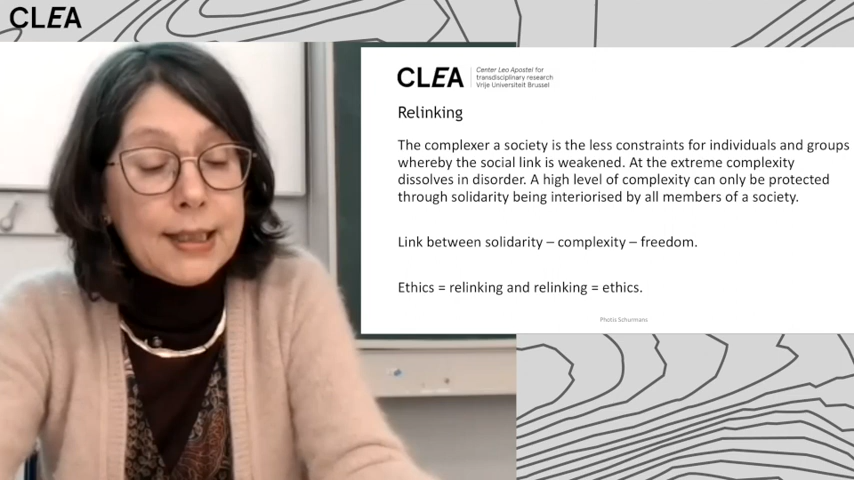 CLEA
CLEA
Center Leo Apostel for
transdisciplinary research
Vrije Universiteit Brussel
Relinking
The complexer a society is the less constraints for individuals and groups
whereby the social link is weakened. At the extreme complexity
dissolves in disorder. A high level of complexity can only be protected
through solidarity being interiorised by all members of a society.
Link between solidarity – complexity – freedom.
Ethics = relinking and relinking = ethics.
Photis Schurmans